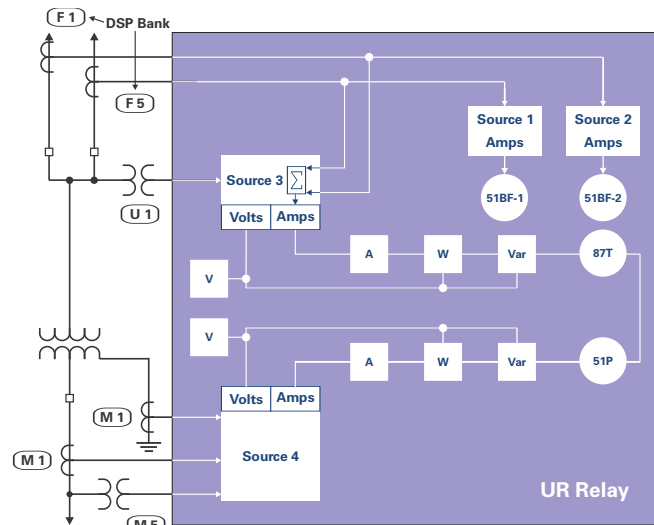 F 1
DSP Bank
F 5
Source 1
Amps
Source 2
Amps
Source 3
Σ
U 1
Volts
Amps
51BF-1
51BF-2
A
W
Var
87T
V
V
A
W
Var
51P
Volts
Amps
M 1
Source 4
M 1
UR Relay
M 5